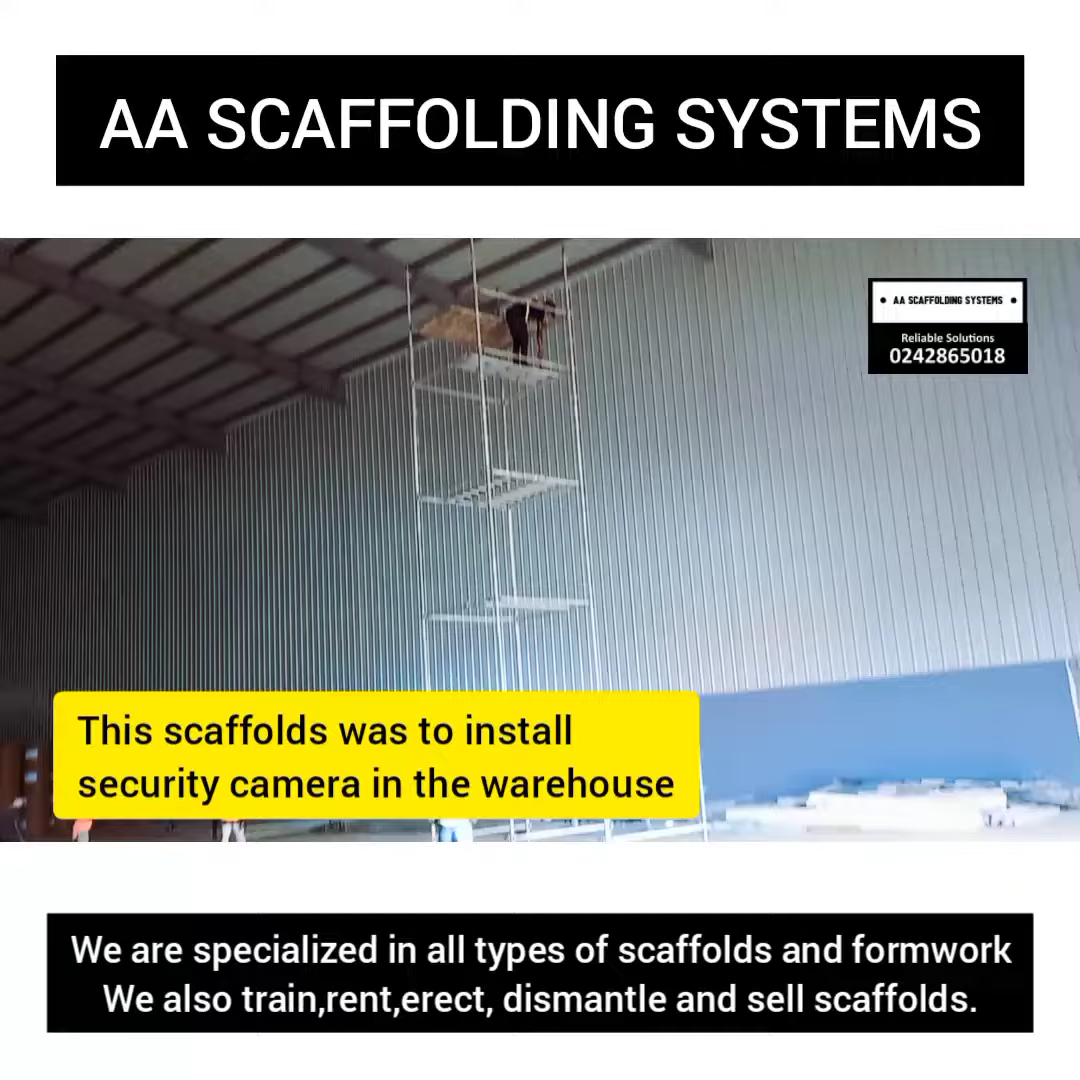 AA SCAFFOLDING SYSTEMS
• AA SCAFFOLDING SYSTEMS •
Reliable Solutions
0242865018
This scaffolds was to install
security camera in the warehouse
We are specialized in all types of scaffolds and formwork
We also train,rent,erect, dismantle and sell scaffolds.